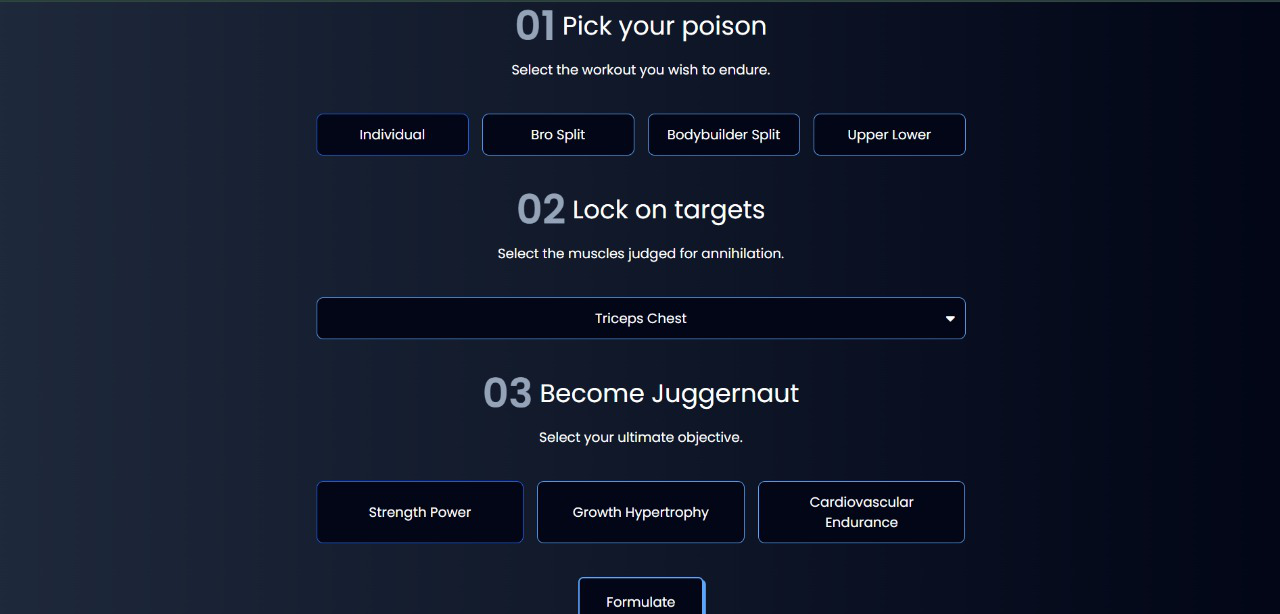 01 Pick your poison
Select the workout you wish to endure.
Individual Bro Split Bodybuilder Split Upper Lower
02 Lock on targets
Select the muscles judged for annihilation.
Triceps Chest
03 Become Juggernaut
Select your ultimate objective.
Strength Power Growth Hypertrophy Cardiovascular
Endurance
Formulate